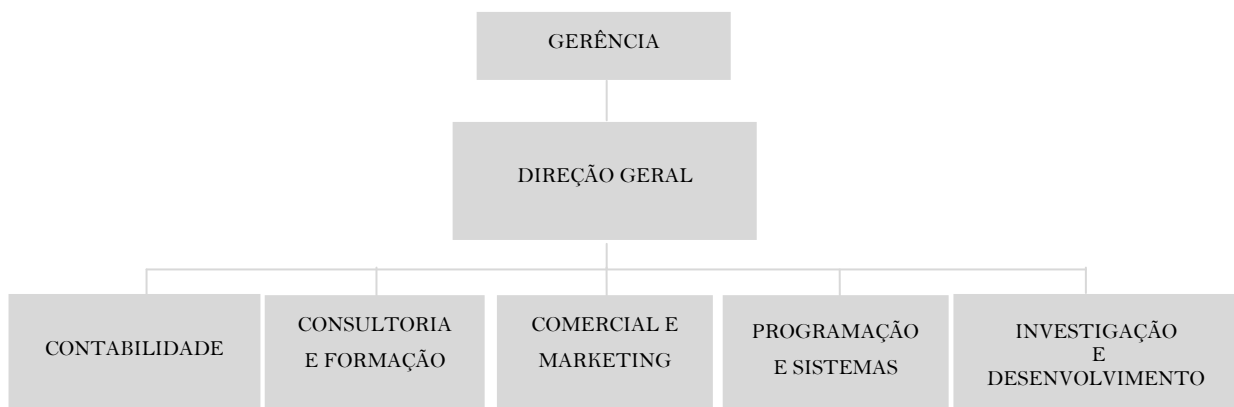 GERÊNCIA
DIREÇÃO GERAL
CONTABILIDADE
CONSULTORIA
E FORMAÇÃO
COMERCIAL E
MARKETING
PROGRAMAÇÃO
E SISTEMAS
INVESTIGAÇÃO
E
DESENVOLVIMENTO